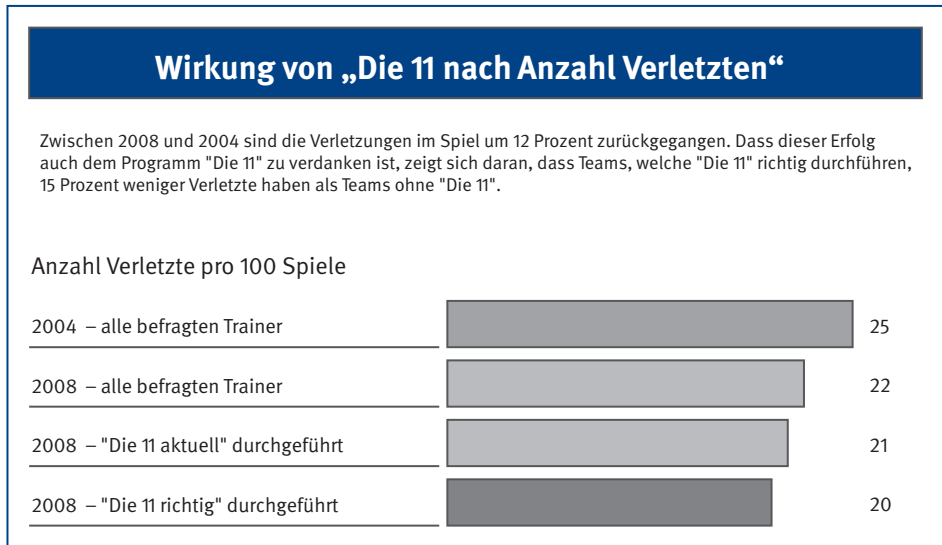 Wirkung von „Die 11 nach Anzahl Verletzten“
Zwischen 2008 und 2004 sind die Verletzungen im Spiel um 12 Prozent zurückgegangen. Dass dieser Erfolg
auch dem Programm "Die 11" zu verdanken ist, zeigt sich daran, dass Teams, welche "Die 11" richtig durchführen,
15 Prozent weniger Verletzte haben als Teams ohne "Die 11".
Anzahl Verletzte pro 100 Spiele
2004 – alle befragten Trainer 25
2008 – alle befragten Trainer 22
2008 – "Die 11 aktuell" durchgeführt 21
2008 – "Die 11 richtig" durchgeführt 20